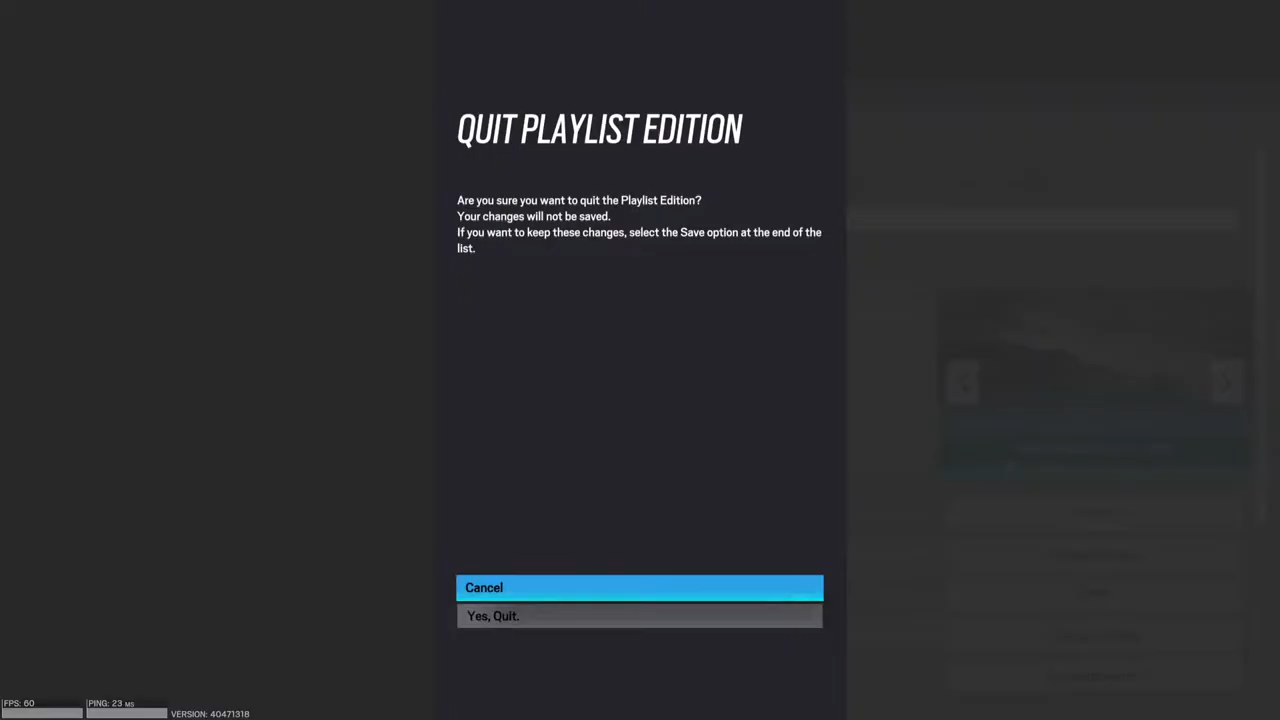 QUIT PLAYLIST EDITION
Are you sure you want to quit the Playlist Edition?
Your changes will not be saved.
If you want to keep these changes, select the Save option at the end of the
list.
Cancel
Yes, Quit.
FPS: 60
PING: 23 MS
VERSION: 40471318